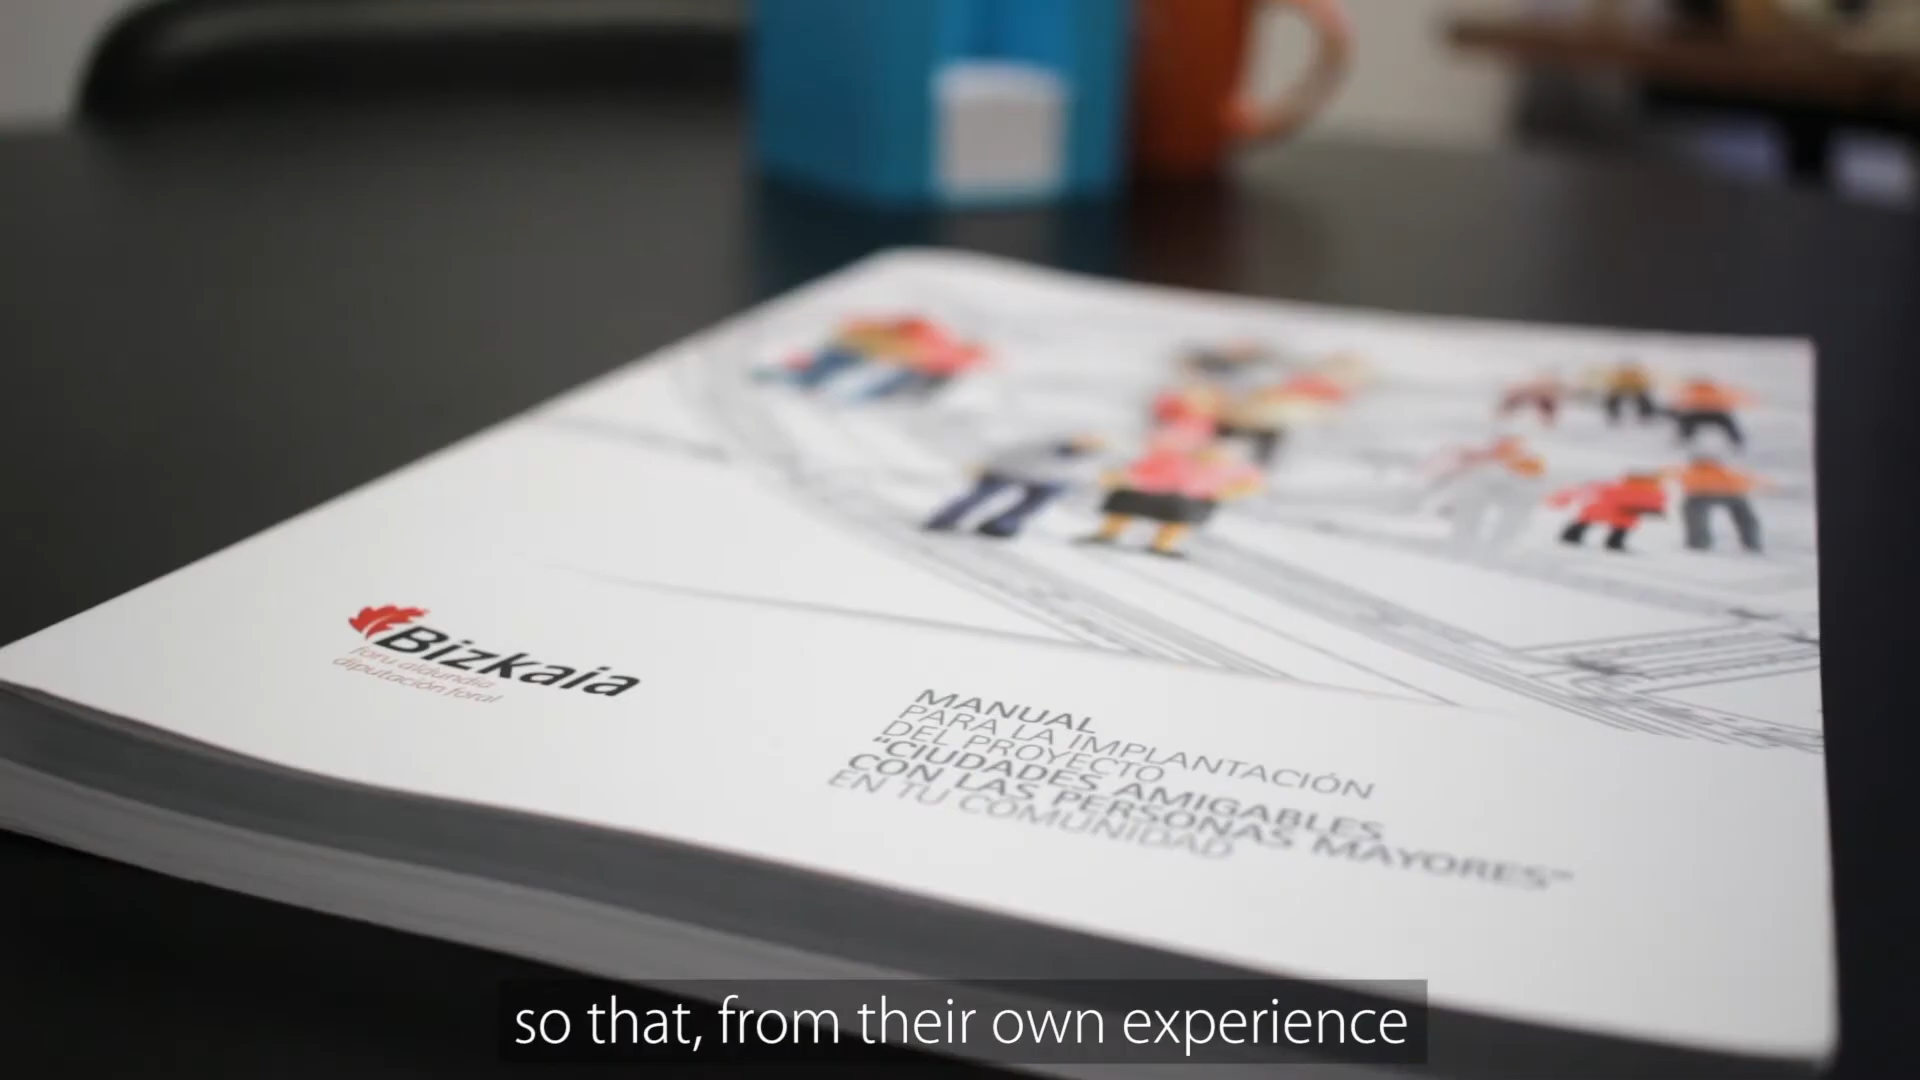 Bizkaia
foru aldundia
diputación foral
MANUAL
PARA LA IMPLANTACIÓN
DEL PROYECTO
“CIUDADES AMIGABLES
CON LAS PERSONAS MAYORES”
EN TU COMUNIDAD
so that, from their own experience